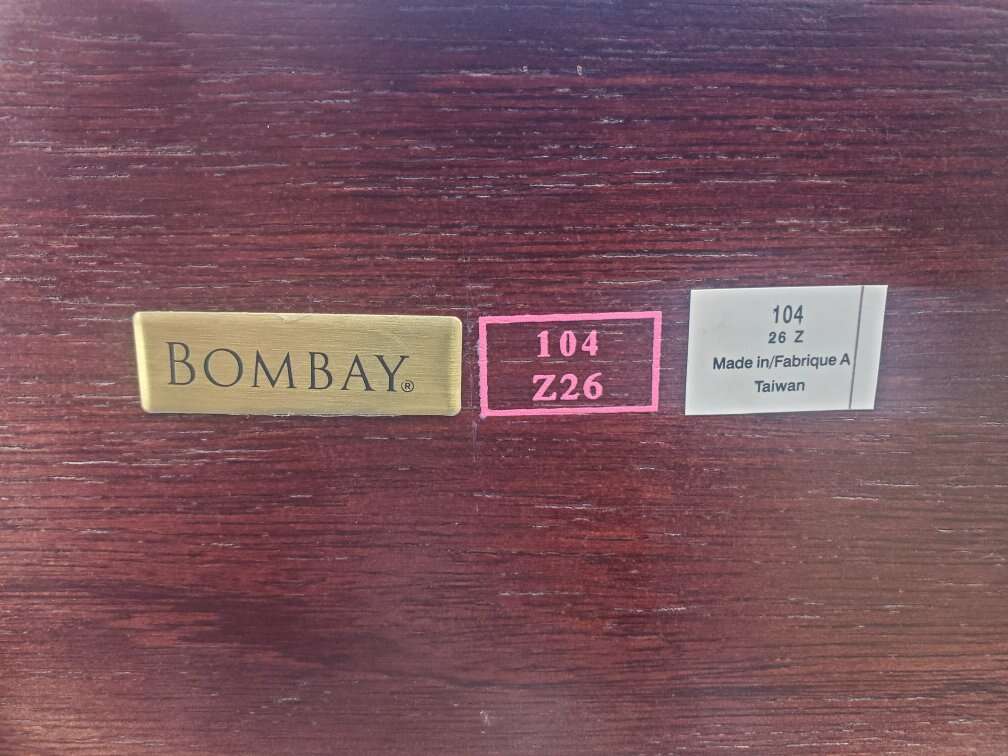 BOMBAY®
104
Z26
104
26 Z
Made in/Fabrique A
Taiwan